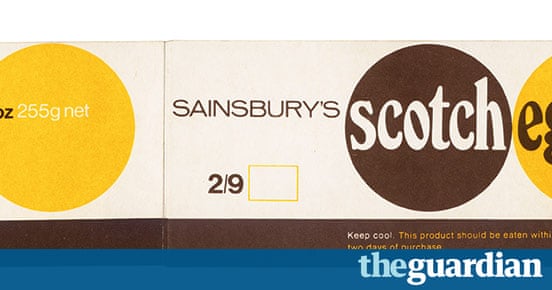 oz 255g net
SAINSBURY'S
scotch eg
2/9
Keep cool. This product should be eaten within
two days of purchase
theguardian